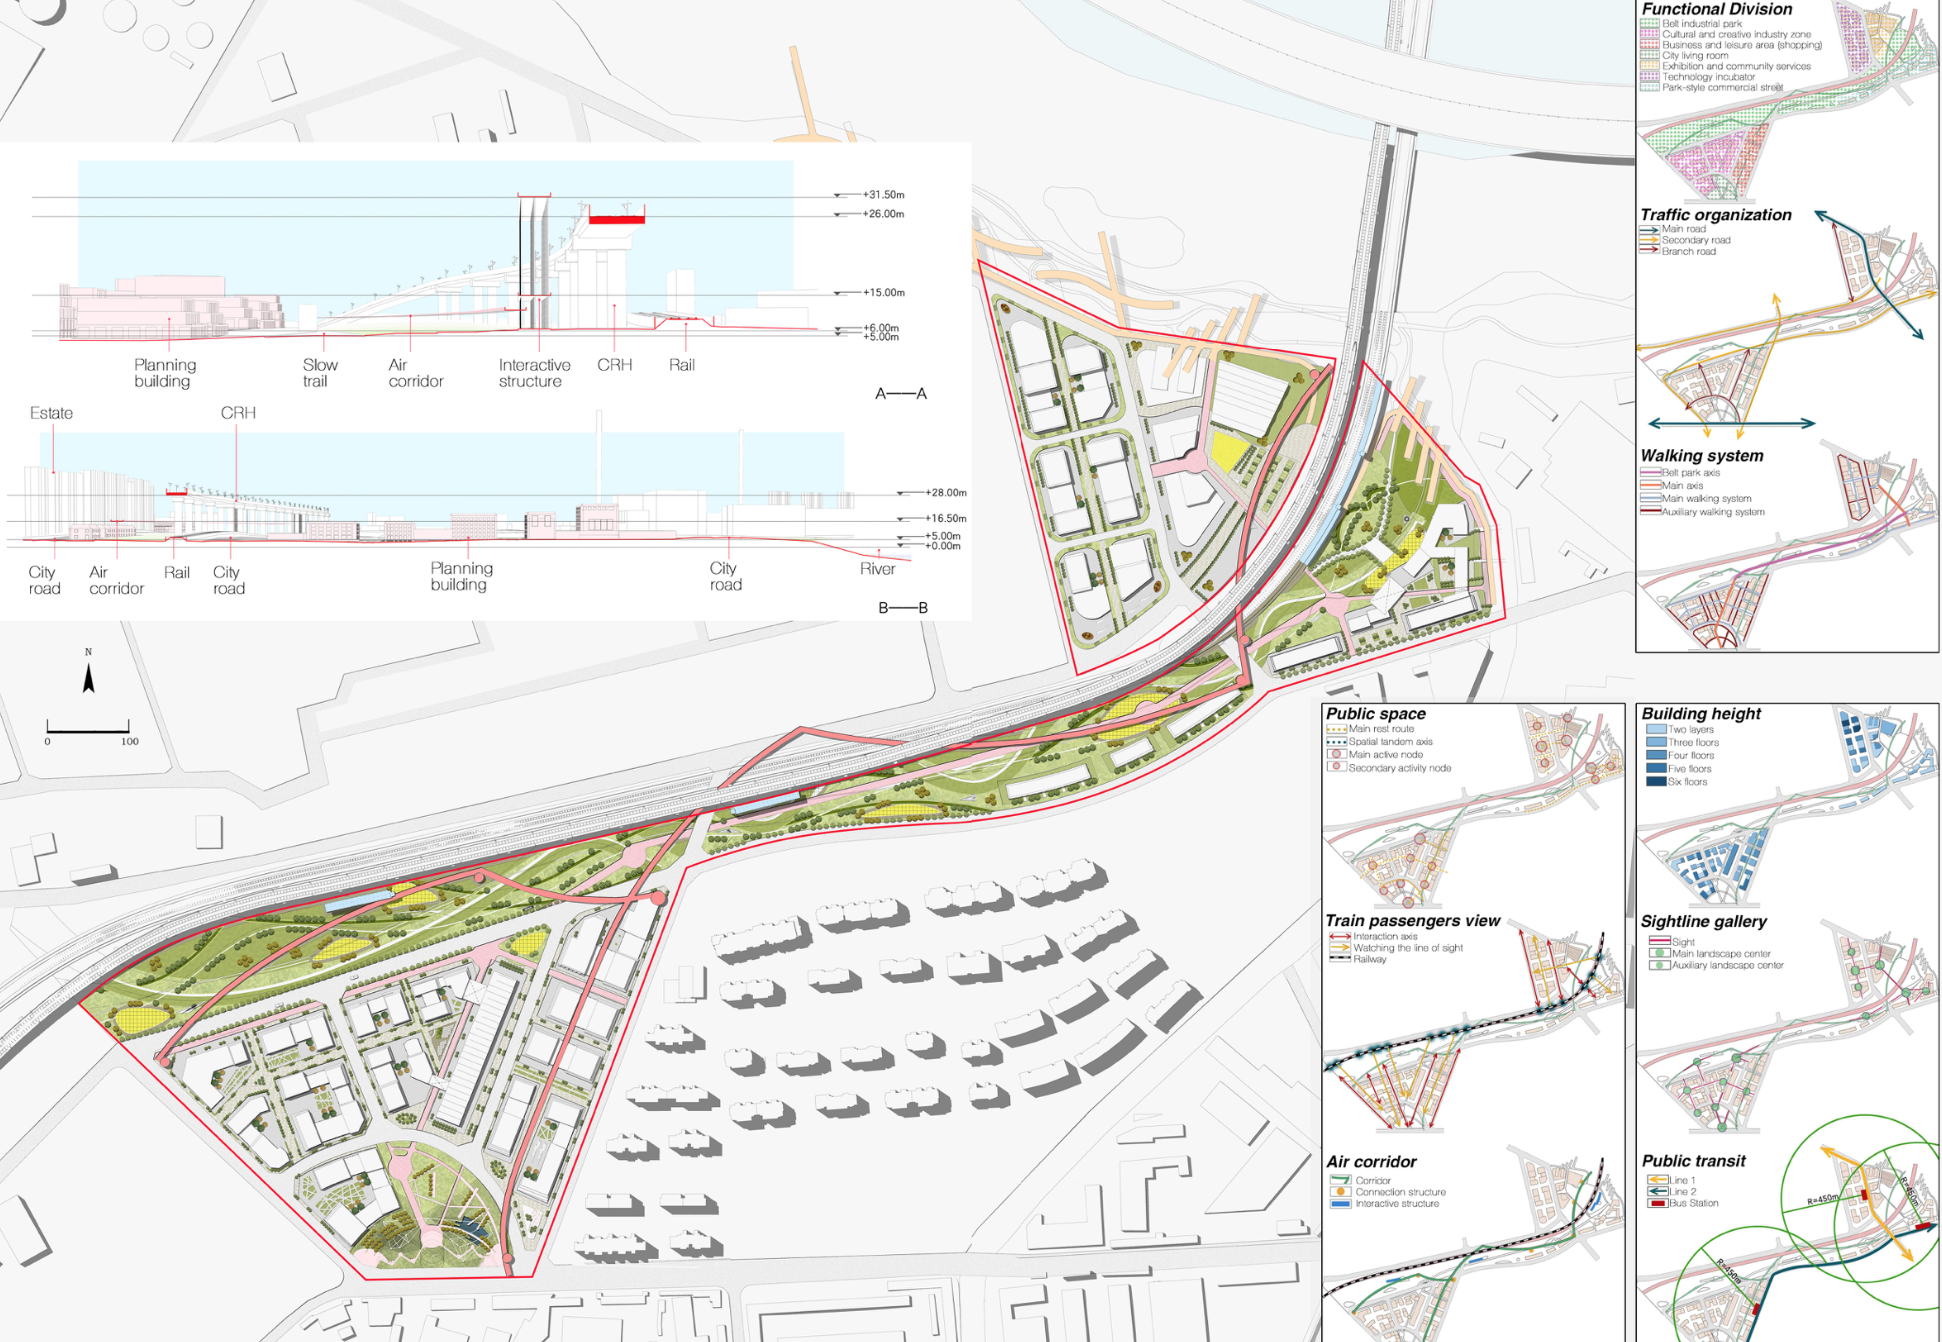 +31.50m
+26.00m
+15.00m
+6.00m
+5.00m
Planning building
Slow trail
Air corridor
Interactive structure
CRH
Rail
A——A
Estate
CRH
+28.00m
+16.50m
+5.00m
+0.00m
City road
Air corridor
Rail
City road
Planning building
City road
River
B——B
N
0 100
Functional Division
Belt industrial park
Cultural and creative industry zone
Business and leisure area (shopping)
City living room
Exhibition and community services
Technology incubator
Park-style commercial street
Traffic organization
Main road
Secondary road
Branch road
Walking system
Belt park axis
Main axis
Main walking system
Auxiliary walking system
Public space
Main rest route
Spatial tandem axis
Main active node
Secondary activity node
Train passengers view
Interaction axis
Watching the line of sight
Railway
Air corridor
Corridor
Connection structure
Interactive structure
Building height
Two layers
Three floors
Four floors
Five floors
Six floors
Sightline gallery
Sight
Main landscape center
Auxiliary landscape center
Public transit
Line 1
Line 2
Bus Station
R=450m
R=450m
R=450m